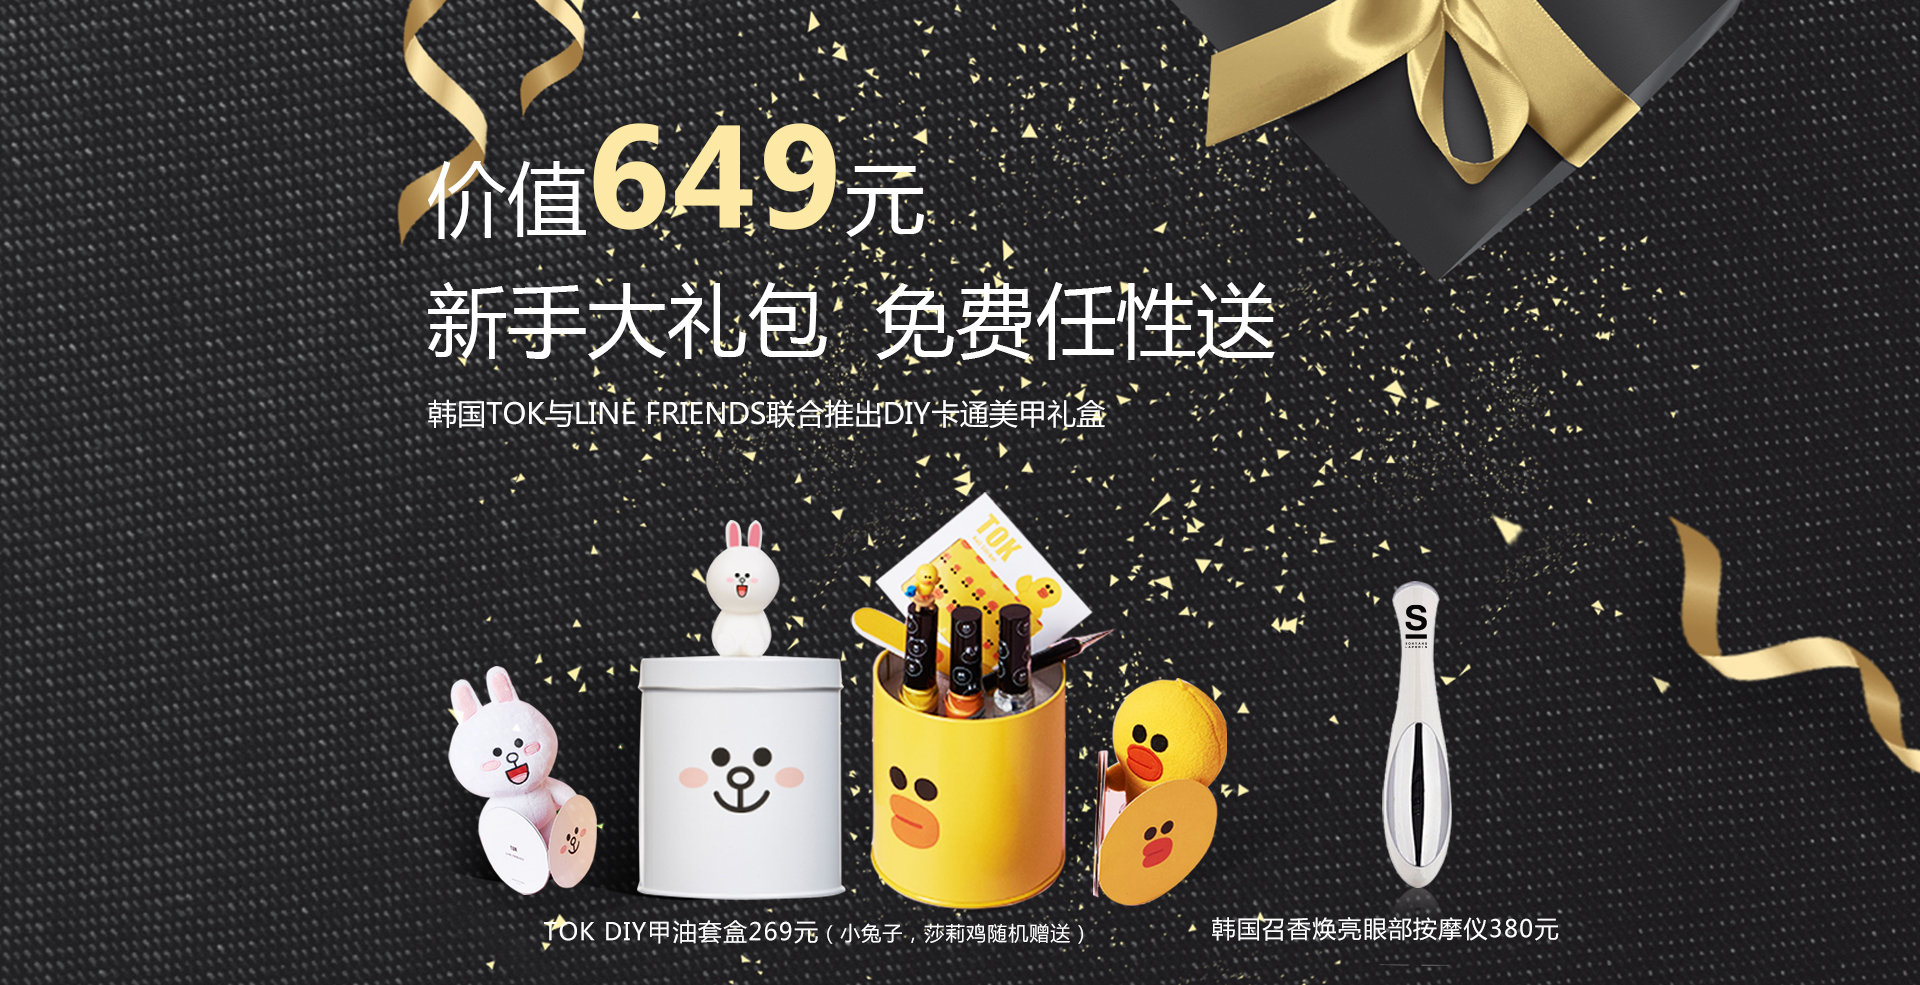 价值649元
新手大礼包 免费任性送
韩国TOK与LINE FRIENDS联合推出DIY卡通美甲礼盒
TOK
S
TOK
TOK DIY甲油套盒269元（小兔子，莎莉鸡随机赠送）
韩国召香焕亮眼部按摩仪380元